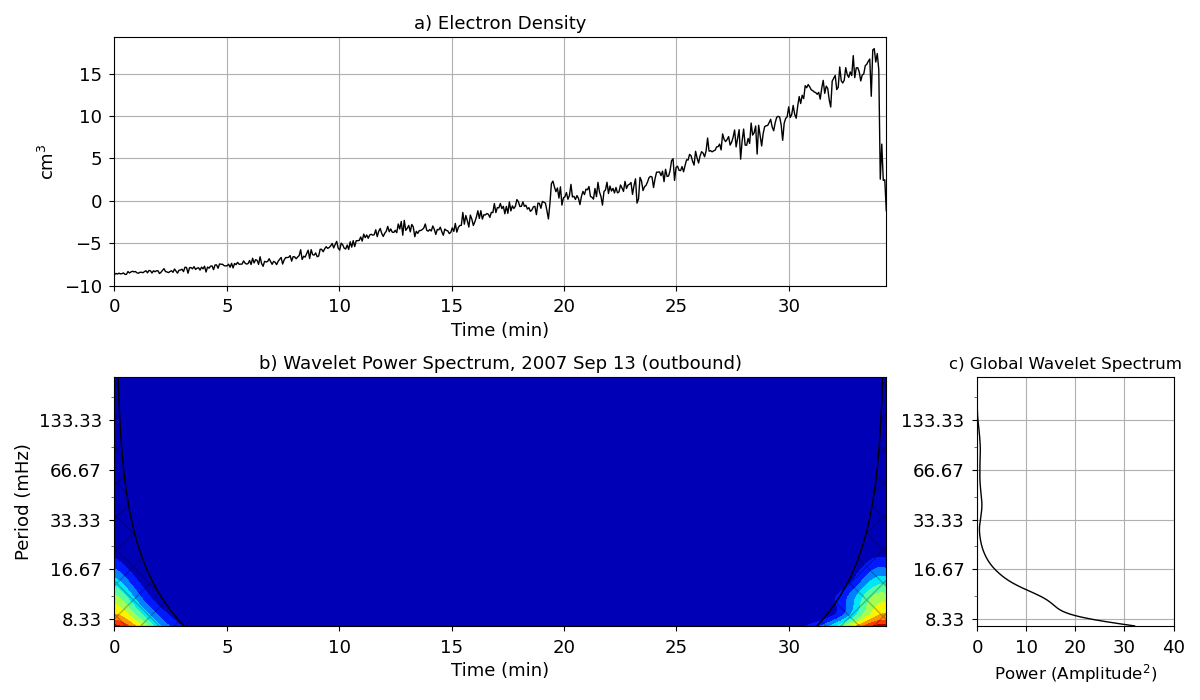 a) Electron Density
15
10
5
0
−5
−10
cm³
0 5 10 15 20 25 30
Time (min)
b) Wavelet Power Spectrum, 2007 Sep 13 (outbound)
133.33
66.67
33.33
16.67
8.33
Period (mHz)
0 5 10 15 20 25 30
Time (min)
c) Global Wavelet Spectrum
133.33
66.67
33.33
16.67
8.33
0 10 20 30 40
Power (Amplitude²)